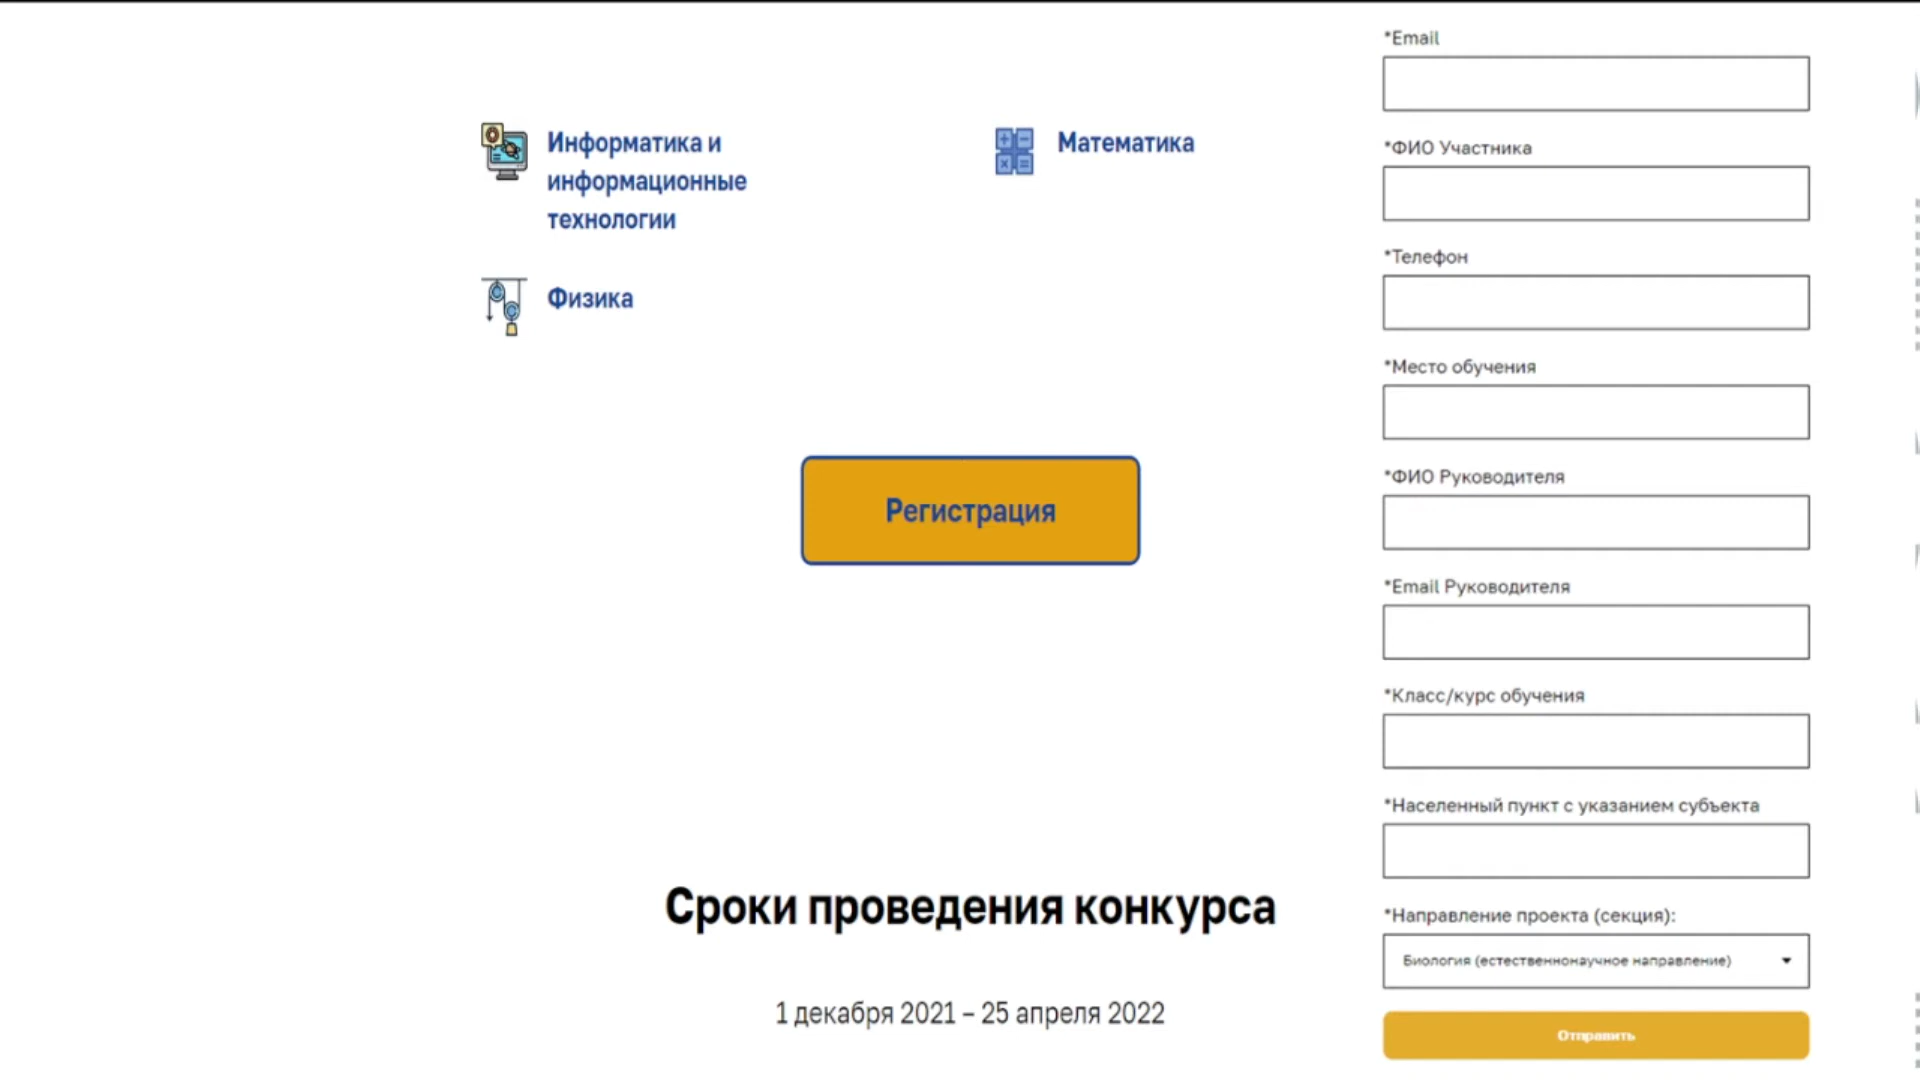 Информатика и
информационные
технологии
Математика
Физика
Регистрация
Сроки проведения конкурса
1 декабря 2021 – 25 апреля 2022
*Email
*ФИО Участника
*Телефон
*Место обучения
*ФИО Руководителя
*Email Руководителя
*Класс/курс обучения
*Населенный пункт с указанием субъекта
*Направление проекта (секция):
Биология (естественнонаучное направление)
Отправить